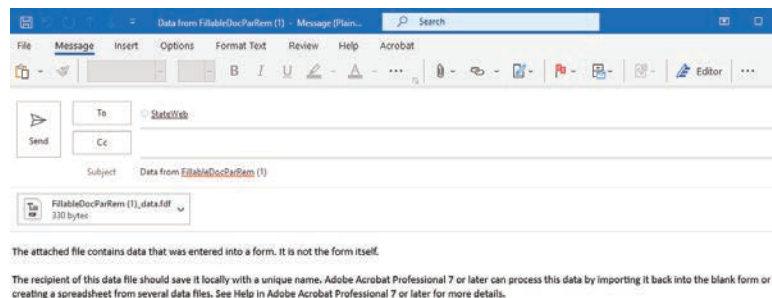 Data from FillableDocParRem (1) - Message (Plain... Search
File Message Insert Options Format Text Review Help Acrobat
B I U A ... Editor ...
To StateWeb
Send Cc
Subject Data from FillableDocParRem (1)
FillableDocParRem (1)_data.fdf
330 bytes
The attached file contains data that was entered into a form. It is not the form itself.
The recipient of this data file should save it locally with a unique name. Adobe Acrobat Professional 7 or later can process this data by importing it back into the blank form or
creating a spreadsheet from several data files. See Help in Adobe Acrobat Professional 7 or later for more details.